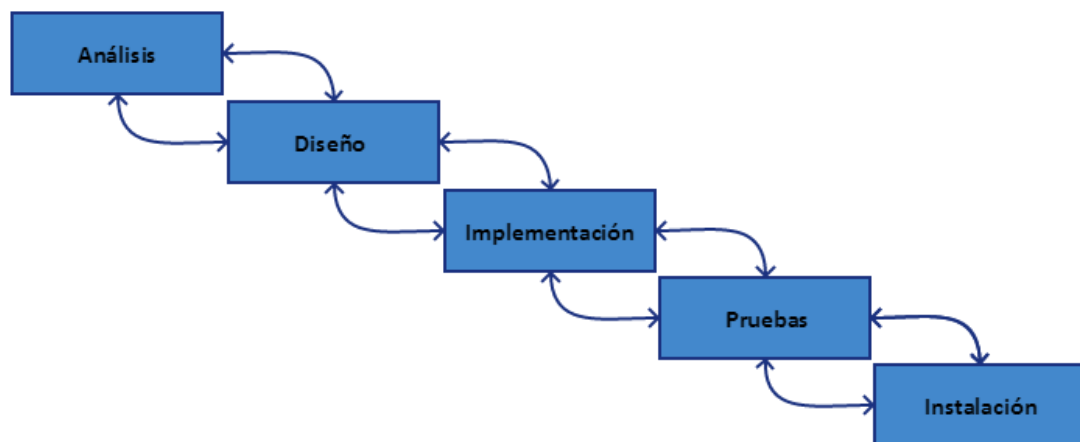 Análisis
Diseño
Implementación
Pruebas
Instalación